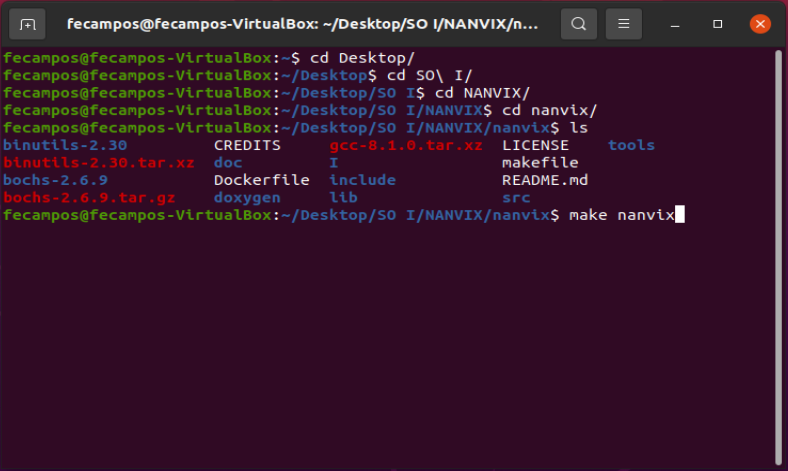 fecampos@fecampos-VirtualBox: ~/Desktop/SO I/NANVIX/n...
fecampos@fecampos-VirtualBox:~$ cd Desktop/
fecampos@fecampos-VirtualBox:~/Desktop$ cd SO\ I/
fecampos@fecampos-VirtualBox:~/Desktop/SO I$ cd NANVIX/
fecampos@fecampos-VirtualBox:~/Desktop/SO I/NANVIX$ cd nanvix/
fecampos@fecampos-VirtualBox:~/Desktop/SO I/NANVIX/nanvix$ ls
binutils-2.30 CREDITS gcc-8.1.0.tar.xz LICENSE tools
binutils-2.30.tar.xz doc I makefile
bochs-2.6.9 Dockerfile include README.md
bochs-2.6.9.tar.gz doxygen lib src
fecampos@fecampos-VirtualBox:~/Desktop/SO I/NANVIX/nanvix$ make nanvix